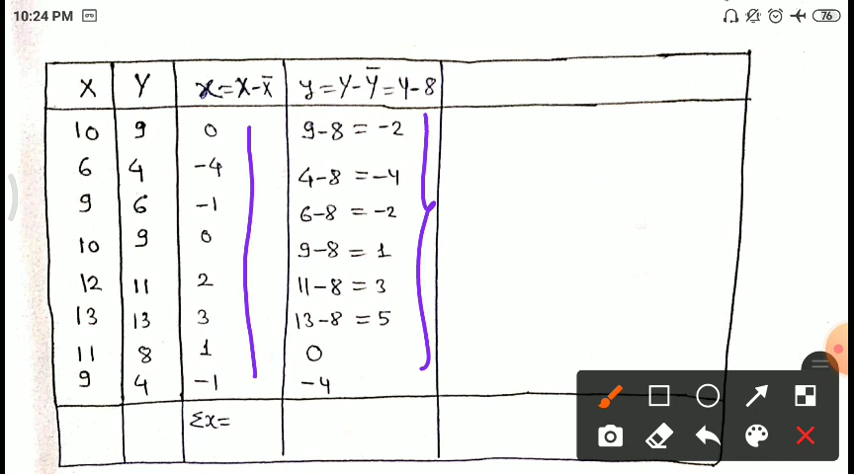 10:24 PM 76
X Y x=X-X̄ y=Y-Ȳ=Y-8
10 9 0 9-8 = -2
6 4 -4 4-8 = -4
9 6 -1 6-8 = -2
10 9 0 9-8 = 1
12 11 2 11-8 = 3
13 13 3 13-8 = 5
11 8 1 0
9 4 -1 -4
Σx=